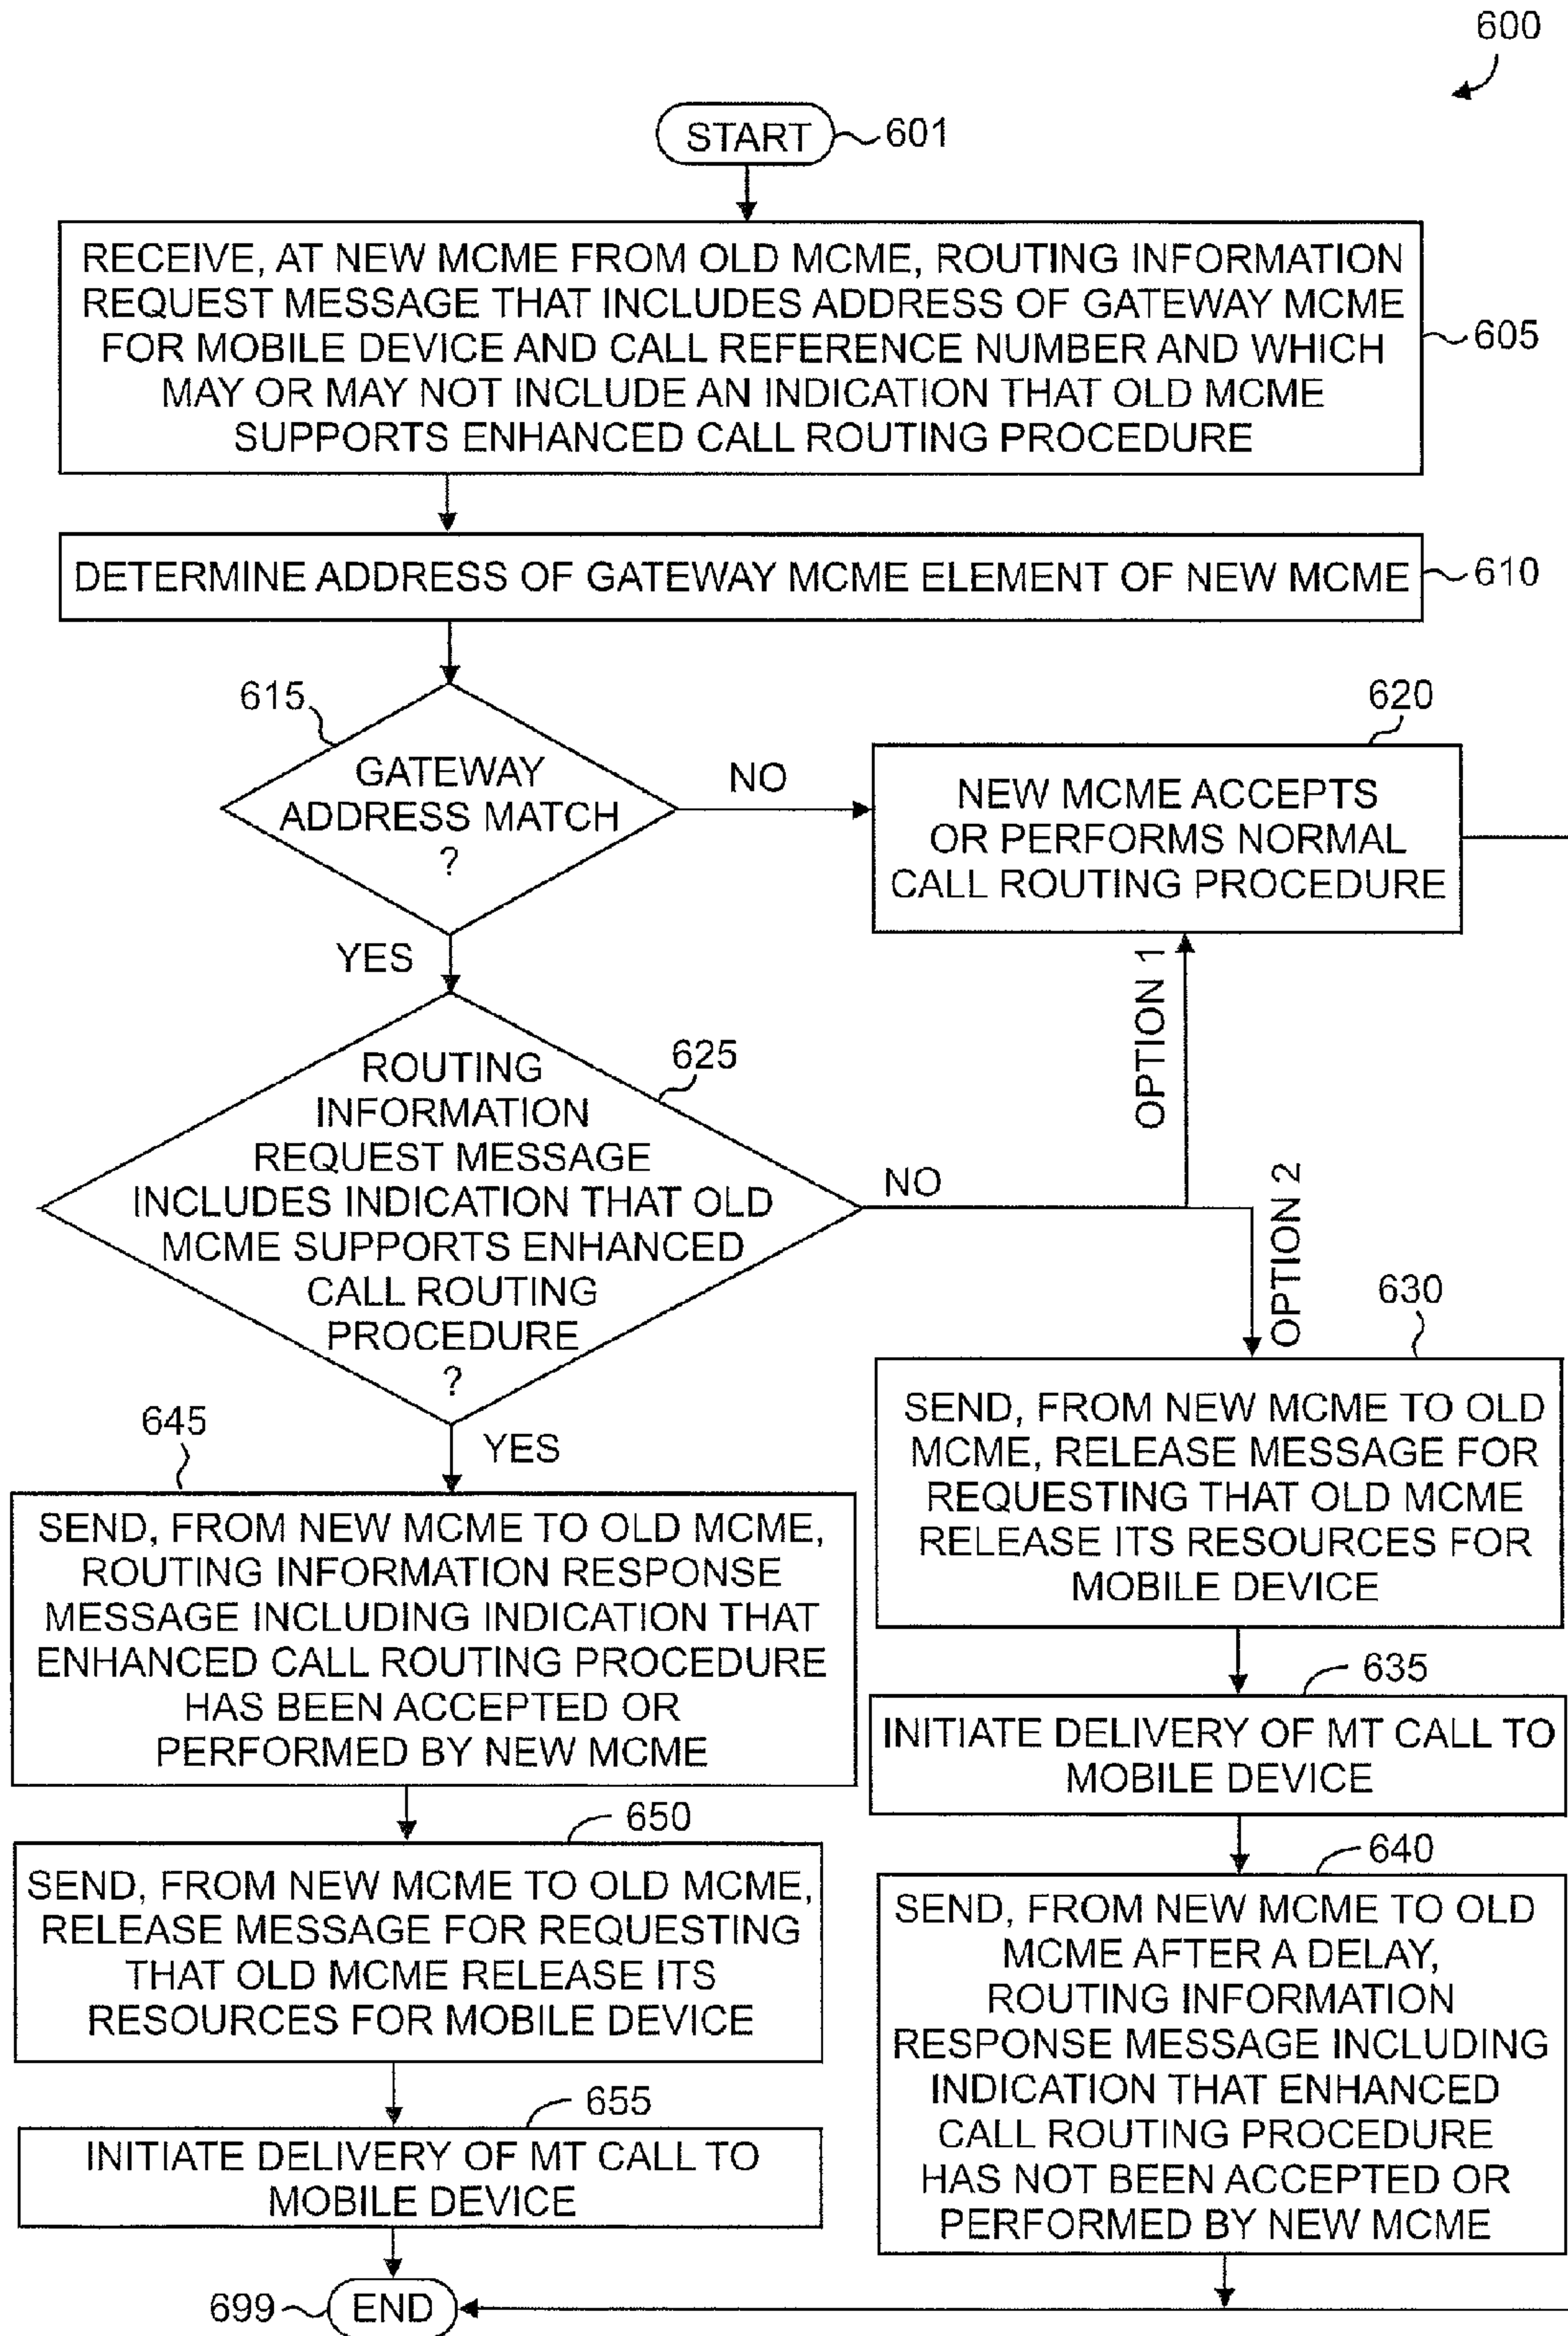 600
START
601
RECEIVE, AT NEW MCME FROM OLD MCME, ROUTING INFORMATION
REQUEST MESSAGE THAT INCLUDES ADDRESS OF GATEWAY MCME
FOR MOBILE DEVICE AND CALL REFERENCE NUMBER AND WHICH
MAY OR MAY NOT INCLUDE AN INDICATION THAT OLD MCME
SUPPORTS ENHANCED CALL ROUTING PROCEDURE
605
DETERMINE ADDRESS OF GATEWAY MCME ELEMENT OF NEW MCME
610
615
GATEWAY
ADDRESS MATCH
?
NO
YES
620
NEW MCME ACCEPTS
OR PERFORMS NORMAL
CALL ROUTING PROCEDURE
625
ROUTING
INFORMATION
REQUEST MESSAGE
INCLUDES INDICATION THAT OLD
MCME SUPPORTS ENHANCED
CALL ROUTING
PROCEDURE
?
NO
OPTION 1
OPTION 2
YES
630
SEND, FROM NEW MCME TO OLD
MCME, RELEASE MESSAGE FOR
REQUESTING THAT OLD MCME
RELEASE ITS RESOURCES FOR
MOBILE DEVICE
635
INITIATE DELIVERY OF MT CALL TO
MOBILE DEVICE
640
SEND, FROM NEW MCME TO OLD
MCME AFTER A DELAY,
ROUTING INFORMATION
RESPONSE MESSAGE INCLUDING
INDICATION THAT ENHANCED
CALL ROUTING PROCEDURE
HAS NOT BEEN ACCEPTED OR
PERFORMED BY NEW MCME
645
SEND, FROM NEW MCME TO OLD MCME,
ROUTING INFORMATION RESPONSE
MESSAGE INCLUDING INDICATION THAT
ENHANCED CALL ROUTING PROCEDURE
HAS BEEN ACCEPTED OR
PERFORMED BY NEW MCME
650
SEND, FROM NEW MCME TO OLD MCME,
RELEASE MESSAGE FOR REQUESTING
THAT OLD MCME RELEASE ITS
RESOURCES FOR MOBILE DEVICE
655
INITIATE DELIVERY OF MT CALL TO
MOBILE DEVICE
699
END